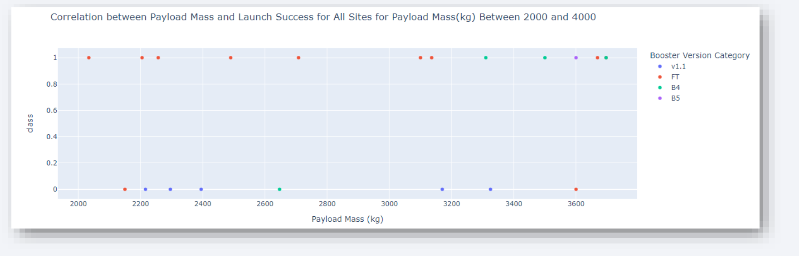 Correlation between Payload Mass and Launch Success for All Sites for Payload Mass(kg) Between 2000 and 4000
Booster Version Category
v1.1
FT
B4
B5
class
1
0.8
0.6
0.4
0.2
0
2000 2200 2400 2600 2800 3000 3200 3400 3600
Payload Mass (kg)